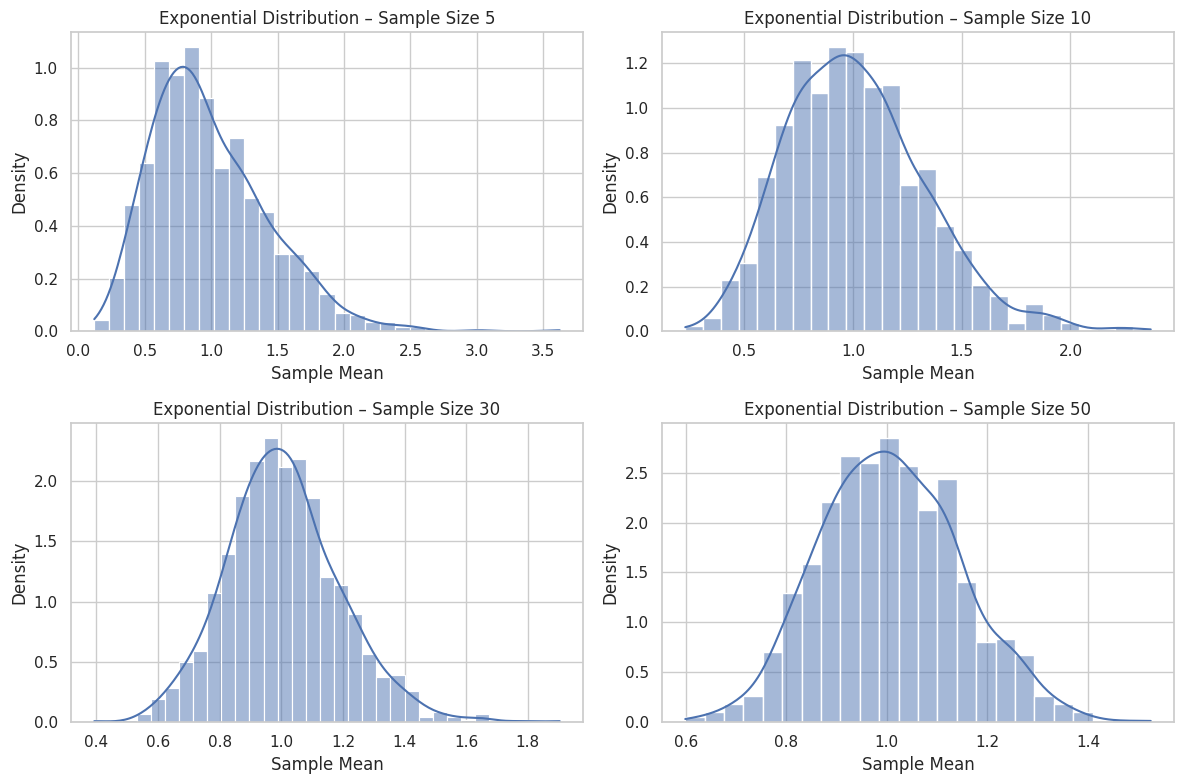 Exponential Distribution – Sample Size 5
Density
1.0
0.8
0.6
0.4
0.2
0.0
0.0 0.5 1.0 1.5 2.0 2.5 3.0 3.5
Sample Mean
Exponential Distribution – Sample Size 10
Density
1.2
1.0
0.8
0.6
0.4
0.2
0.0
0.5 1.0 1.5 2.0
Sample Mean
Exponential Distribution – Sample Size 30
Density
2.0
1.5
1.0
0.5
0.0
0.4 0.6 0.8 1.0 1.2 1.4 1.6 1.8
Sample Mean
Exponential Distribution – Sample Size 50
Density
2.5
2.0
1.5
1.0
0.5
0.0
0.6 0.8 1.0 1.2 1.4
Sample Mean